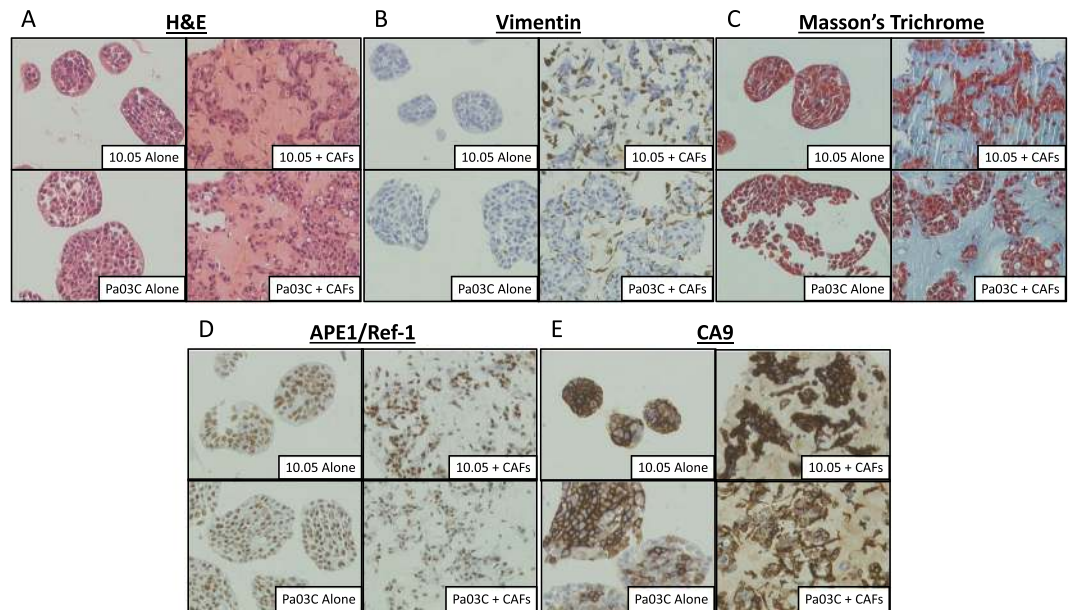 A
H&E
B
Vimentin
C
Masson's Trichrome
10.05 Alone
10.05 + CAFs
10.05 Alone
10.05 + CAFs
10.05 Alone
10.05 + CAFs
Pa03C Alone
Pa03C + CAFs
Pa03C Alone
Pa03C + CAFs
Pa03C Alone
Pa03C + CAFs
D
APE1/Ref-1
E
CA9
10.05 Alone
10.05 + CAFs
10.05 Alone
10.05 + CAFs
Pa03C Alone
Pa03C + CAFs
Pa03C Alone
Pa03C + CAFs